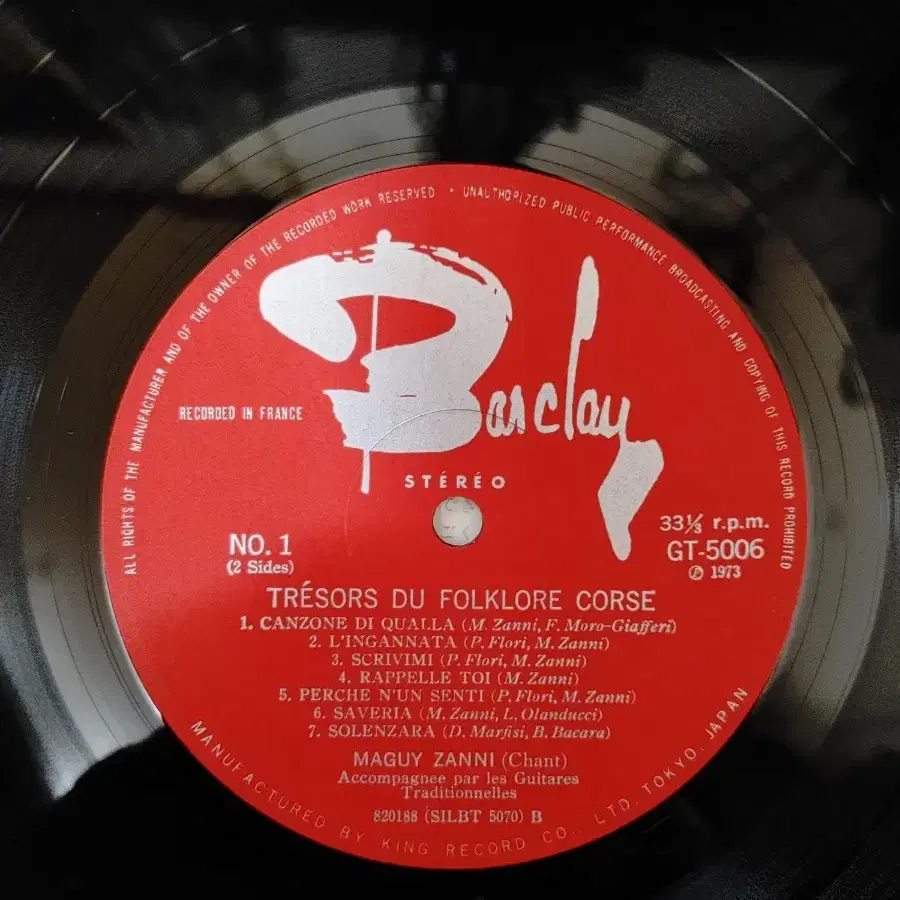 ALL RIGHTS OF THE MANUFACTURER AND OF THE OWNER OF THE RECORDED WORK RESERVED · UNAUTHORIZED PUBLIC PERFORMANCE, BROADCASTING AND COPYING OF THIS RECORD PROHIBITED
Barclay
RECORDED IN FRANCE
STÉRÉO
NO. 1
(2 Sides)
33⅓ r.p.m.
GT-5006
Ⓟ 1973
TRÉSORS DU FOLKLORE CORSE
1. CANZONE DI QUALLA (M. Zanni, F. Moro-Giafferi)
2. L'INGANNATA (P. Flori, M. Zanni)
3. SCRIVIMI (P. Flori, M. Zanni)
4. RAPPELLE TOI (M. Zanni)
5. PERCHE N'UN SENTI (P. Flori, M. Zanni)
6. SAVERIA (M. Zanni, L. Olanducci)
7. SOLENZARA (D. Marfisi, B. Bacara)
MAGUY ZANNI (Chant)
Accompagnee par les Guitares
Traditionnelles
820188 (SILBT 5070) B
MANUFACTURED BY KING RECORD CO., LTD. TOKYO, JAPAN